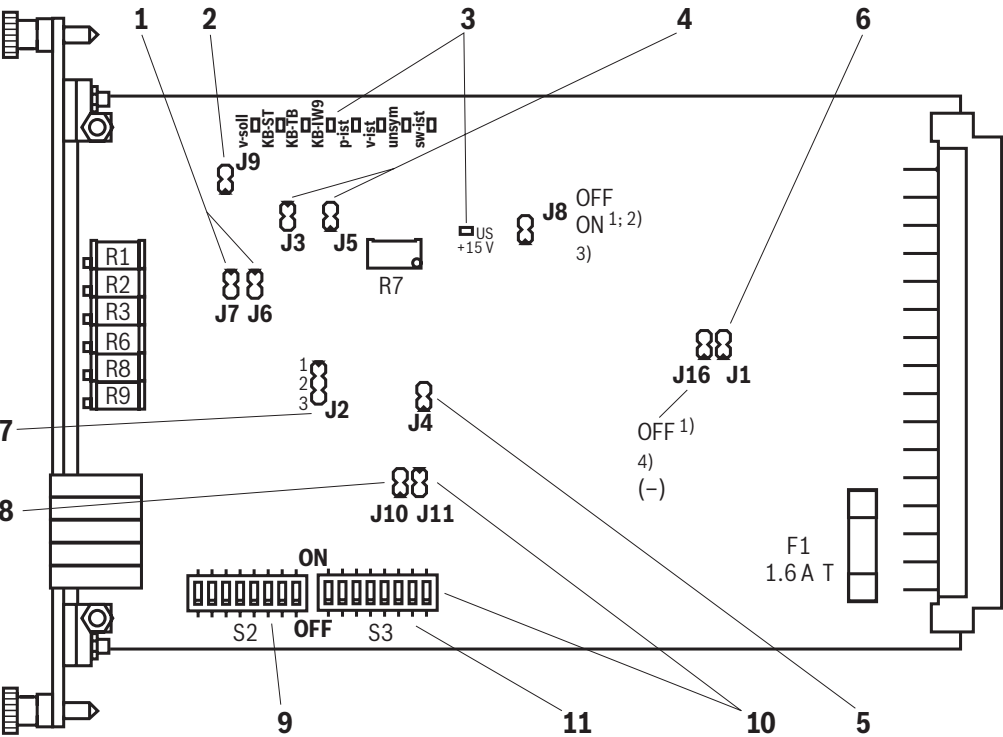 1
2
3
4
6
v-soll
KB-ST
KB-TB
KB-IW9
p-ist
v-ist
unsym
sw-ist
J9
J3
J5
US
+15 V
J8
OFF
ON 1; 2)
3)
R1
R2
R3
R6
R8
R9
R7
J7 J6
J16 J1
1
2
3
J2
J4
7
OFF 1)
4)
(–)
8
J10 J11
F1
1.6 A T
ON
S2
OFF
S3
9
11
10
5